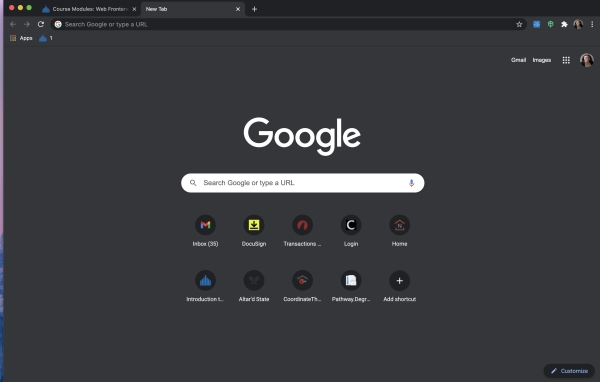 Course Modules: Web Fronten
New Tab
Search Google or type a URL
Apps
1
Gmail Images
Google
Search Google or type a URL
Inbox (35) DocuSign Transactions ... Login Home
Introduction t... Altar'd State CoordinateTh... Pathway.Degr... Add shortcut
Customize